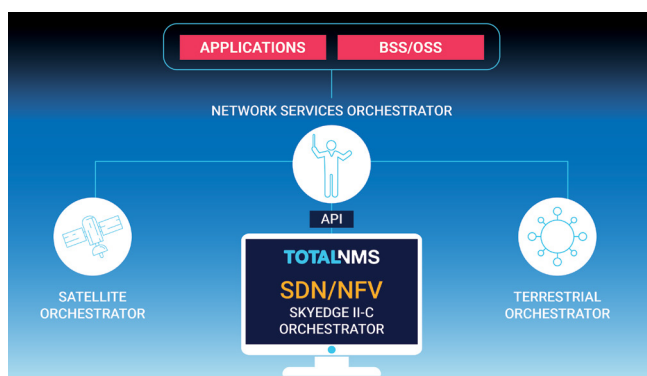 APPLICATIONS
BSS/OSS
NETWORK SERVICES ORCHESTRATOR
API
TOTALNMS
SDN/NFV
SKYEDGE II-C
ORCHESTRATOR
SATELLITE
ORCHESTRATOR
TERRESTRIAL
ORCHESTRATOR